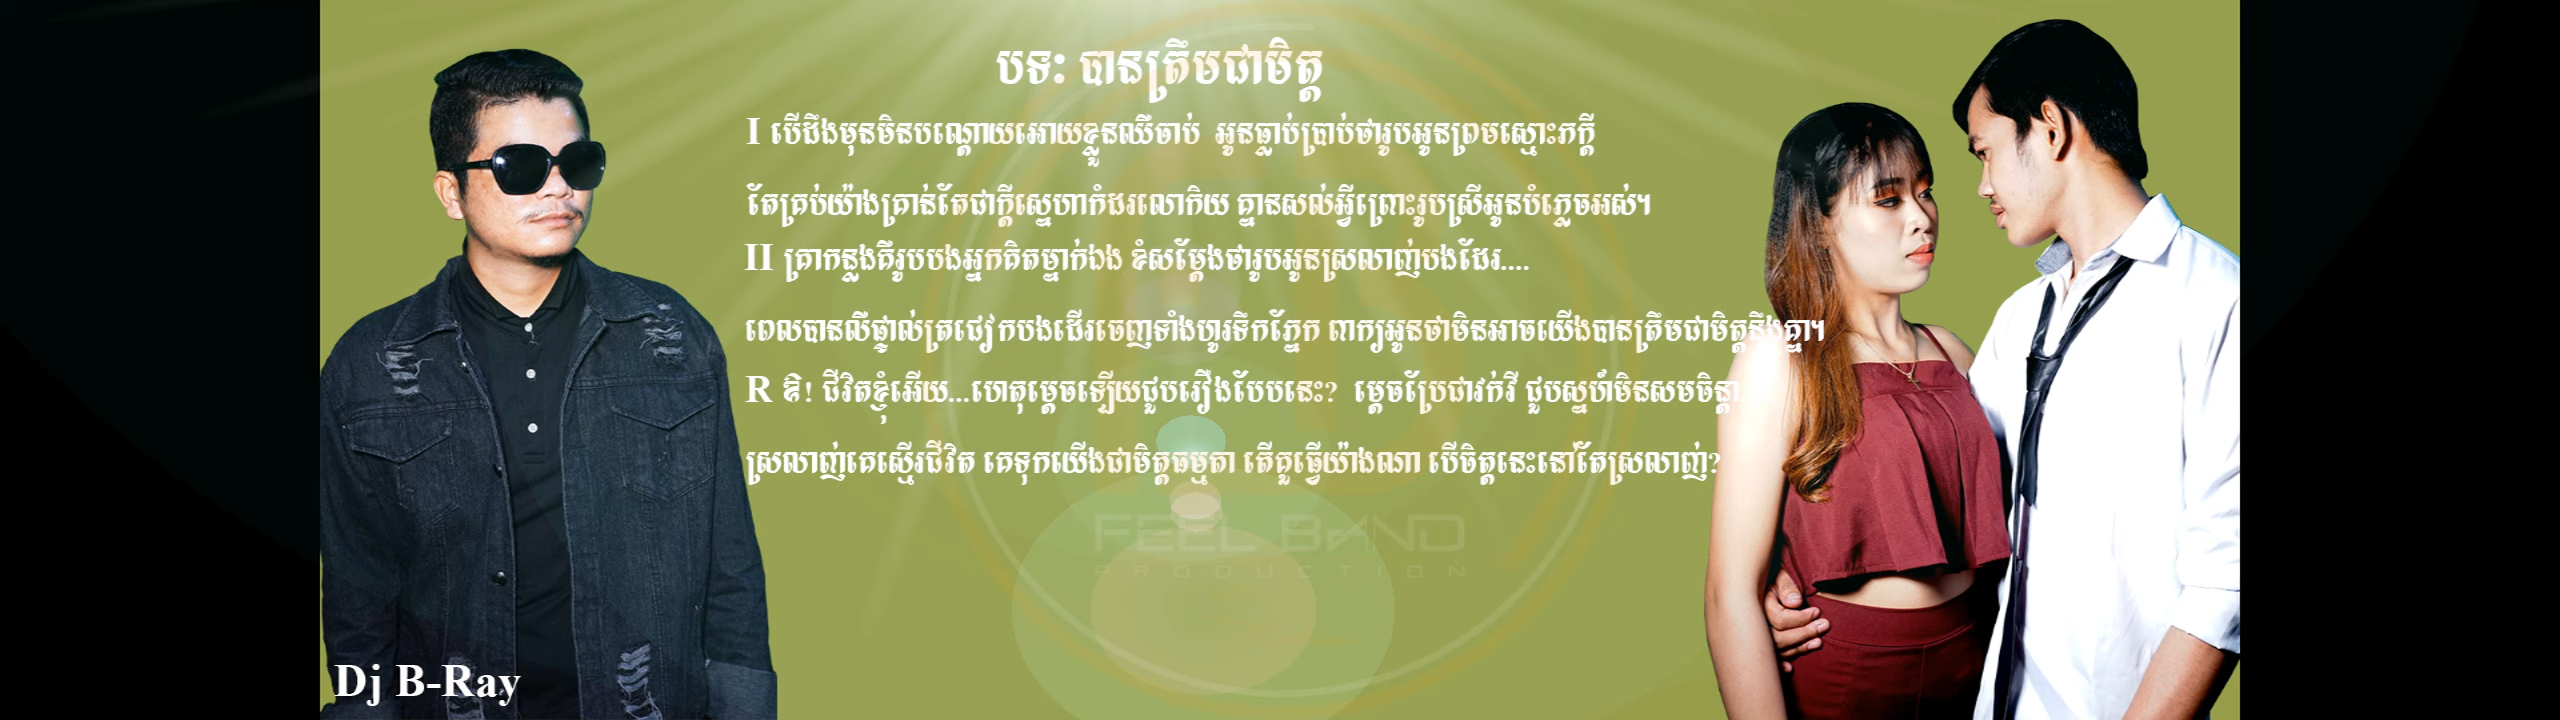 បទ: បានត្រឹមជាមិត្ត
I បើដឹងមុនមិនបណ្ដោយអោយខ្លួនឈឺចាប់ អូនធ្លាប់ប្រាប់ថារូបអូនព្រមស្មោះភក្ដី
តែគ្រប់យ៉ាងគ្រាន់តែជាក្ដីស្នេហាកំដរលោកិយ គ្មានសល់អ្វីព្រោះរូបស្រីអូនបំភ្លេចអស់។
II គ្រាកន្លងគឺរូបបងអ្នកគិតម្នាក់ឯង ខំសម្ដែងថារូបអូនស្រលាញ់បងដែរ....
ពេលបានលឺផ្ទាល់ត្រជៀកបងដើរចេញទាំងហូរទឹកភ្នែក ពាក្យអូនថាមិនអាចយើងបានត្រឹមជាមិត្តនឹងគ្នា។
R ឱ! ជីវិតខ្ញុំអើយ...ហេតុម្ដេចឡើយជួបរឿងបែបនេះ? ម្ដេចប្រែជាវក់វី ជួបស្នេហ៍មិនសមចិន្ដា..
ស្រលាញ់គេស្មើរជីវិត គេទុកយើងជាមិត្តធម្មតា តើគួធ្វើយ៉ាងណា បើចិត្តនេះនៅតែស្រលាញ់?
FEEL BAND
PRODUCTION
Dj B-Ray